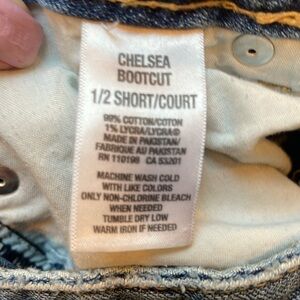 CHELSEA
BOOTCUT
1/2 SHORT/COURT
99% COTTON/COTON
1% LYCRA/LYCRA®
MADE IN PAKISTAN/
FABRIQUE AU PAKISTAN
RN 110198 CA 53201
MACHINE WASH COLD
WITH LIKE COLORS
ONLY NON-CHLORINE BLEACH
WHEN NEEDED
TUMBLE DRY LOW
WARM IRON IF NEEDED